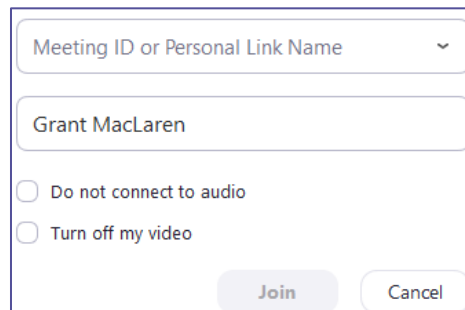 Meeting ID or Personal Link Name
Grant MacLaren
Do not connect to audio
Turn off my video
Join Cancel